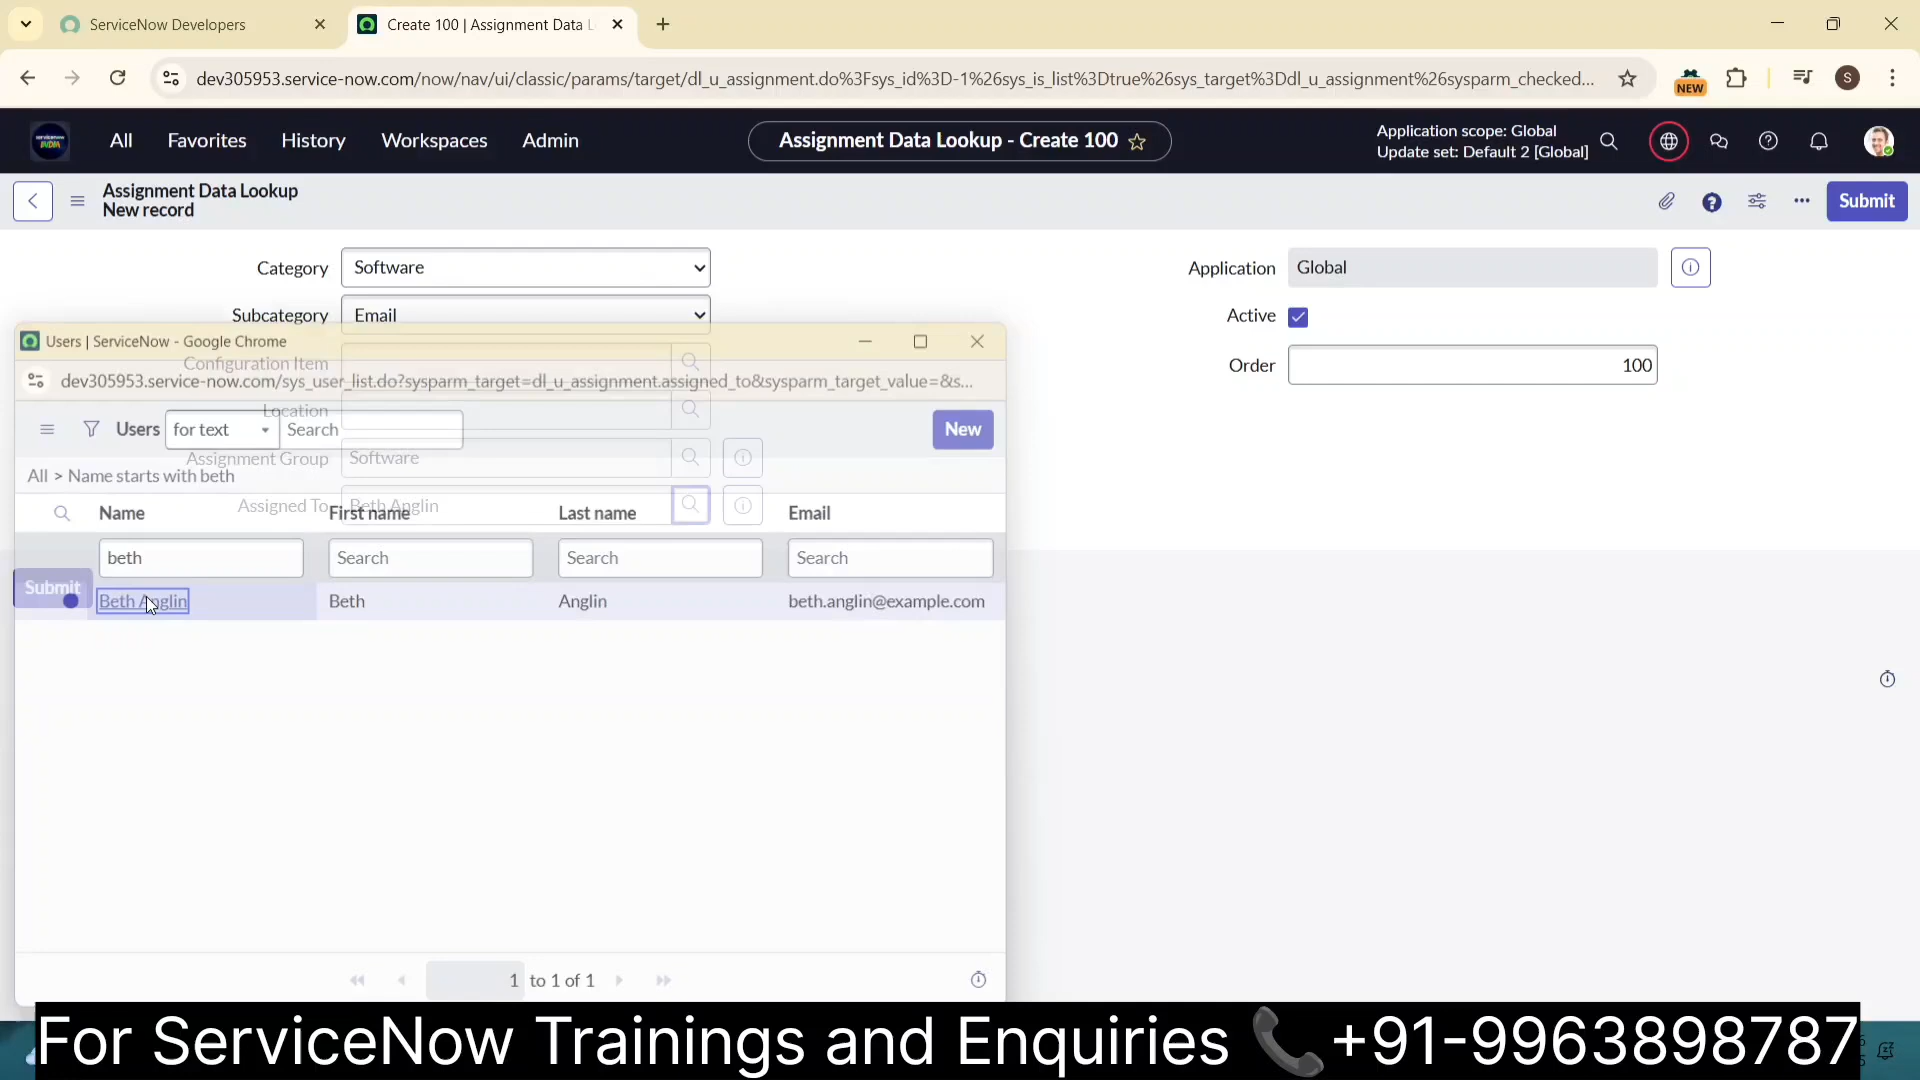 ServiceNow Developers
Create 100 | Assignment Data L
dev305953.service-now.com/now/nav/ui/classic/params/target/dl_u_assignment.do%3Fsys_id%3D-1%26sys_is_list%3Dtrue%26sys_target%3Ddl_u_assignment%26sysparm_checked...
NEW
S
All
Favorites
History
Workspaces
Admin
Assignment Data Lookup - Create 100
Application scope: Global
Update set: Default 2 [Global]
Assignment Data Lookup
New record
Submit
Category
Software
Application
Global
Subcategory
Email
Active
Users | ServiceNow - Google Chrome
Configuration Item
Order
100
dev305953.service-now.com/sys_user_list.do?sysparm_target=dl_u_assignment.assigned_to&sysparm_target_value=&s...
Location
Users
for text
Search
New
Assignment Group
Software
All > Name starts with beth
Assigned To
Beth Anglin
Name
First name
Last name
Email
beth
Search
Search
Search
Submit
Beth Anglin
Beth
Anglin
beth.anglin@example.com
1 to 1 of 1
For ServiceNow Trainings and Enquiries 📞+91-9963898787